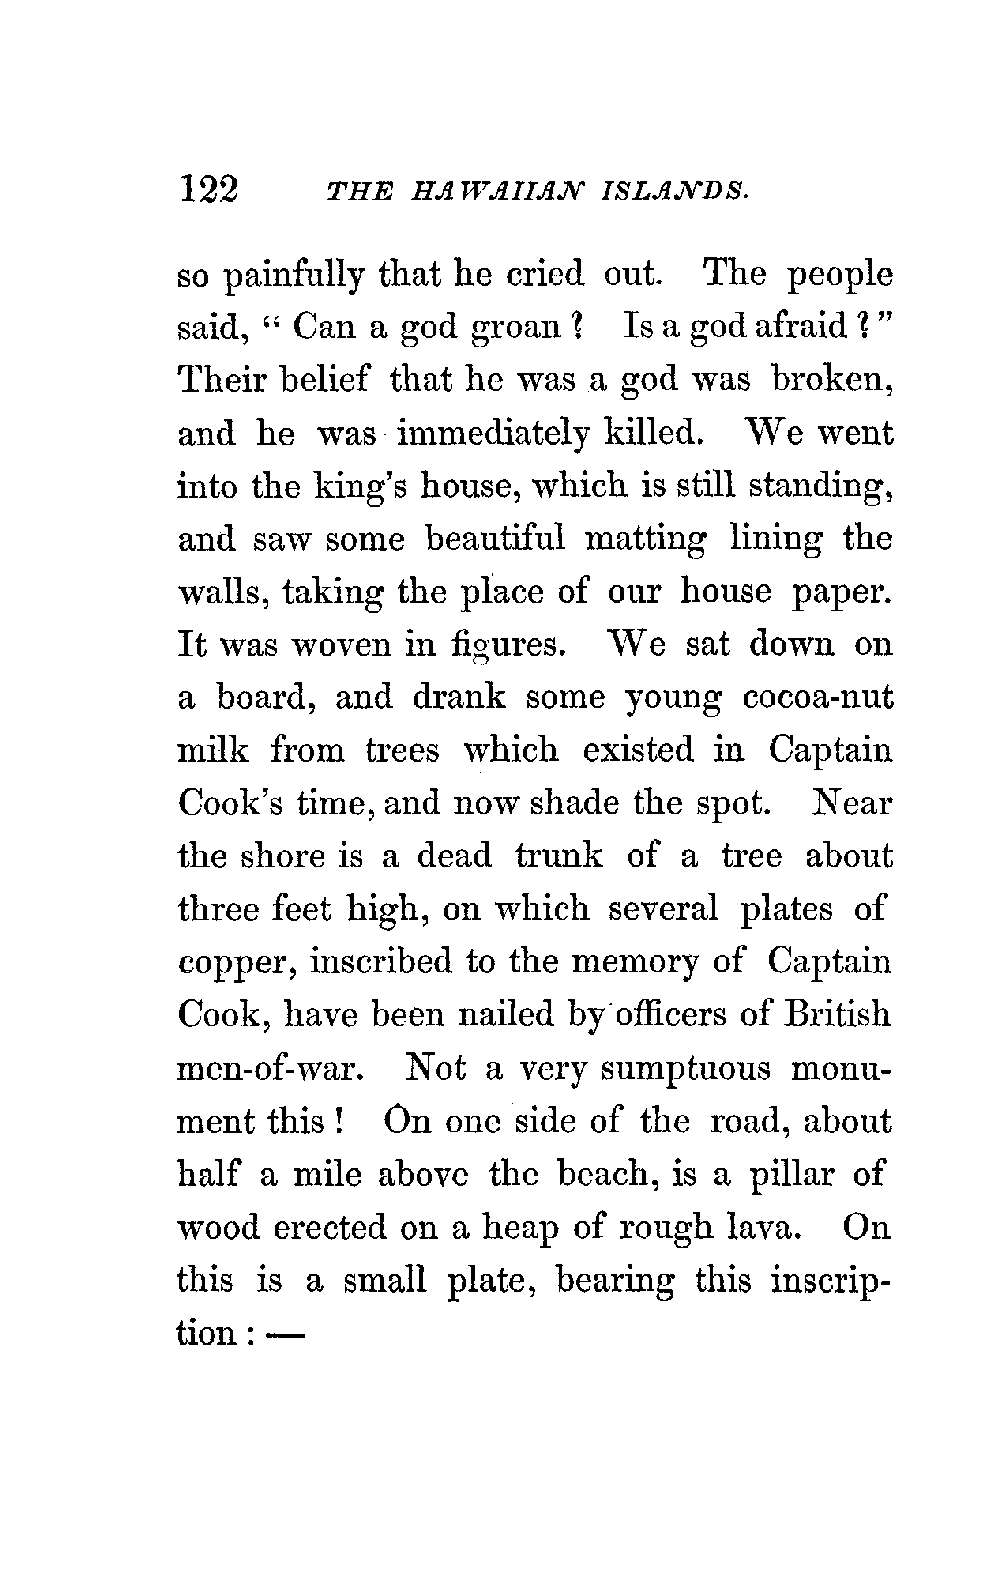 122 THE HAWAIIAN ISLANDS.
so painfully that he cried out. The people
said, “ Can a god groan ? Is a god afraid ? ”
Their belief that he was a god was broken,
and he was immediately killed. We went
into the king's house, which is still standing,
and saw some beautiful matting lining the
walls, taking the place of our house paper.
It was woven in figures. We sat down on
a board, and drank some young cocoa-nut
milk from trees which existed in Captain
Cook's time, and now shade the spot. Near
the shore is a dead trunk of a tree about
three feet high, on which several plates of
copper, inscribed to the memory of Captain
Cook, have been nailed by officers of British
men-of-war. Not a very sumptuous monu-
ment this ! On one side of the road, about
half a mile above the beach, is a pillar of
wood erected on a heap of rough lava. On
this is a small plate, bearing this inscrip-
tion : —